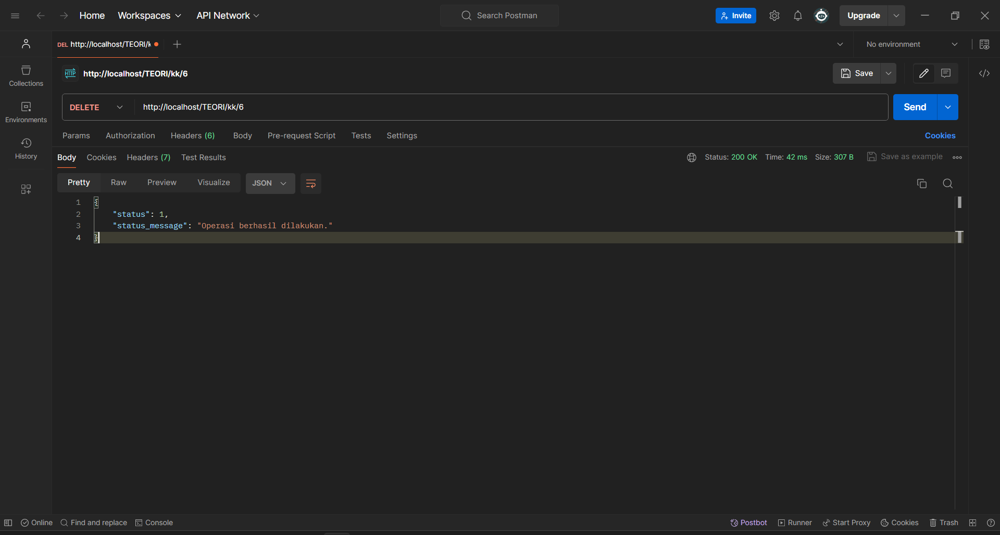 Home Workspaces API Network Search Postman Invite Upgrade
DEL http://localhost/TEORI/k No environment
HTTP http://localhost/TEORI/kk/6 Save
Collections
DELETE http://localhost/TEORI/kk/6 Send
Environments
Params Authorization Headers (6) Body Pre-request Script Tests Settings Cookies
History
Body Cookies Headers (7) Test Results Status: 200 OK Time: 42 ms Size: 307 B Save as example
Pretty Raw Preview Visualize JSON
1 {
2 "status": 1,
3 "status_message": "Operasi berhasil dilakukan."
4 }
Online Find and replace Console Postbot Runner Start Proxy Cookies Trash